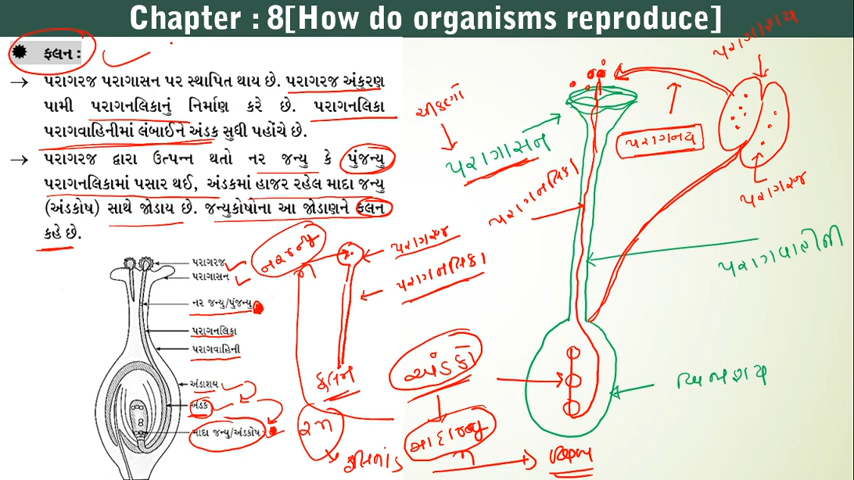 Chapter : 8[How do organisms reproduce]
ફલન :
→ પરાગરજ પરાગાસન પર સ્થાપિત થાય છે. પરાગરજ અંકુરણ
પામી પરાગનલિકાનું નિર્માણ કરે છે. પરાગનલિકા
પરાગવાહિનીમાં લંબાઈને અંડક સુધી પહોંચે છે.
→ પરાગરજ દ્વારા ઉત્પન્ન થતો નર જન્યુ કે પુંજન્યુ
પરાગનલિકામાં પસાર થઈ, અંડકમાં હાજર રહેલ માદા જન્યુ
(અંડકોષ) સાથે જોડાય છે. જન્યુકોષોના આ જોડાણને ફલન
કહે છે.
પરાગરજ
પરાગાસન
નર જન્યુ/પુંજન્યુ
પરાગનલિકા
પરાગવાહિની
અંડાશય
અંડક
માદા જન્યુ/અંડકોષ
નરજન્યુ
n
પરાગરજ
પરાગનલિકા
ફલન
2n
n
પરાગાસન
પરાગનલિકા
પરાગનય
પરાગાશય
પરાગરજ
પરાગવાહીની